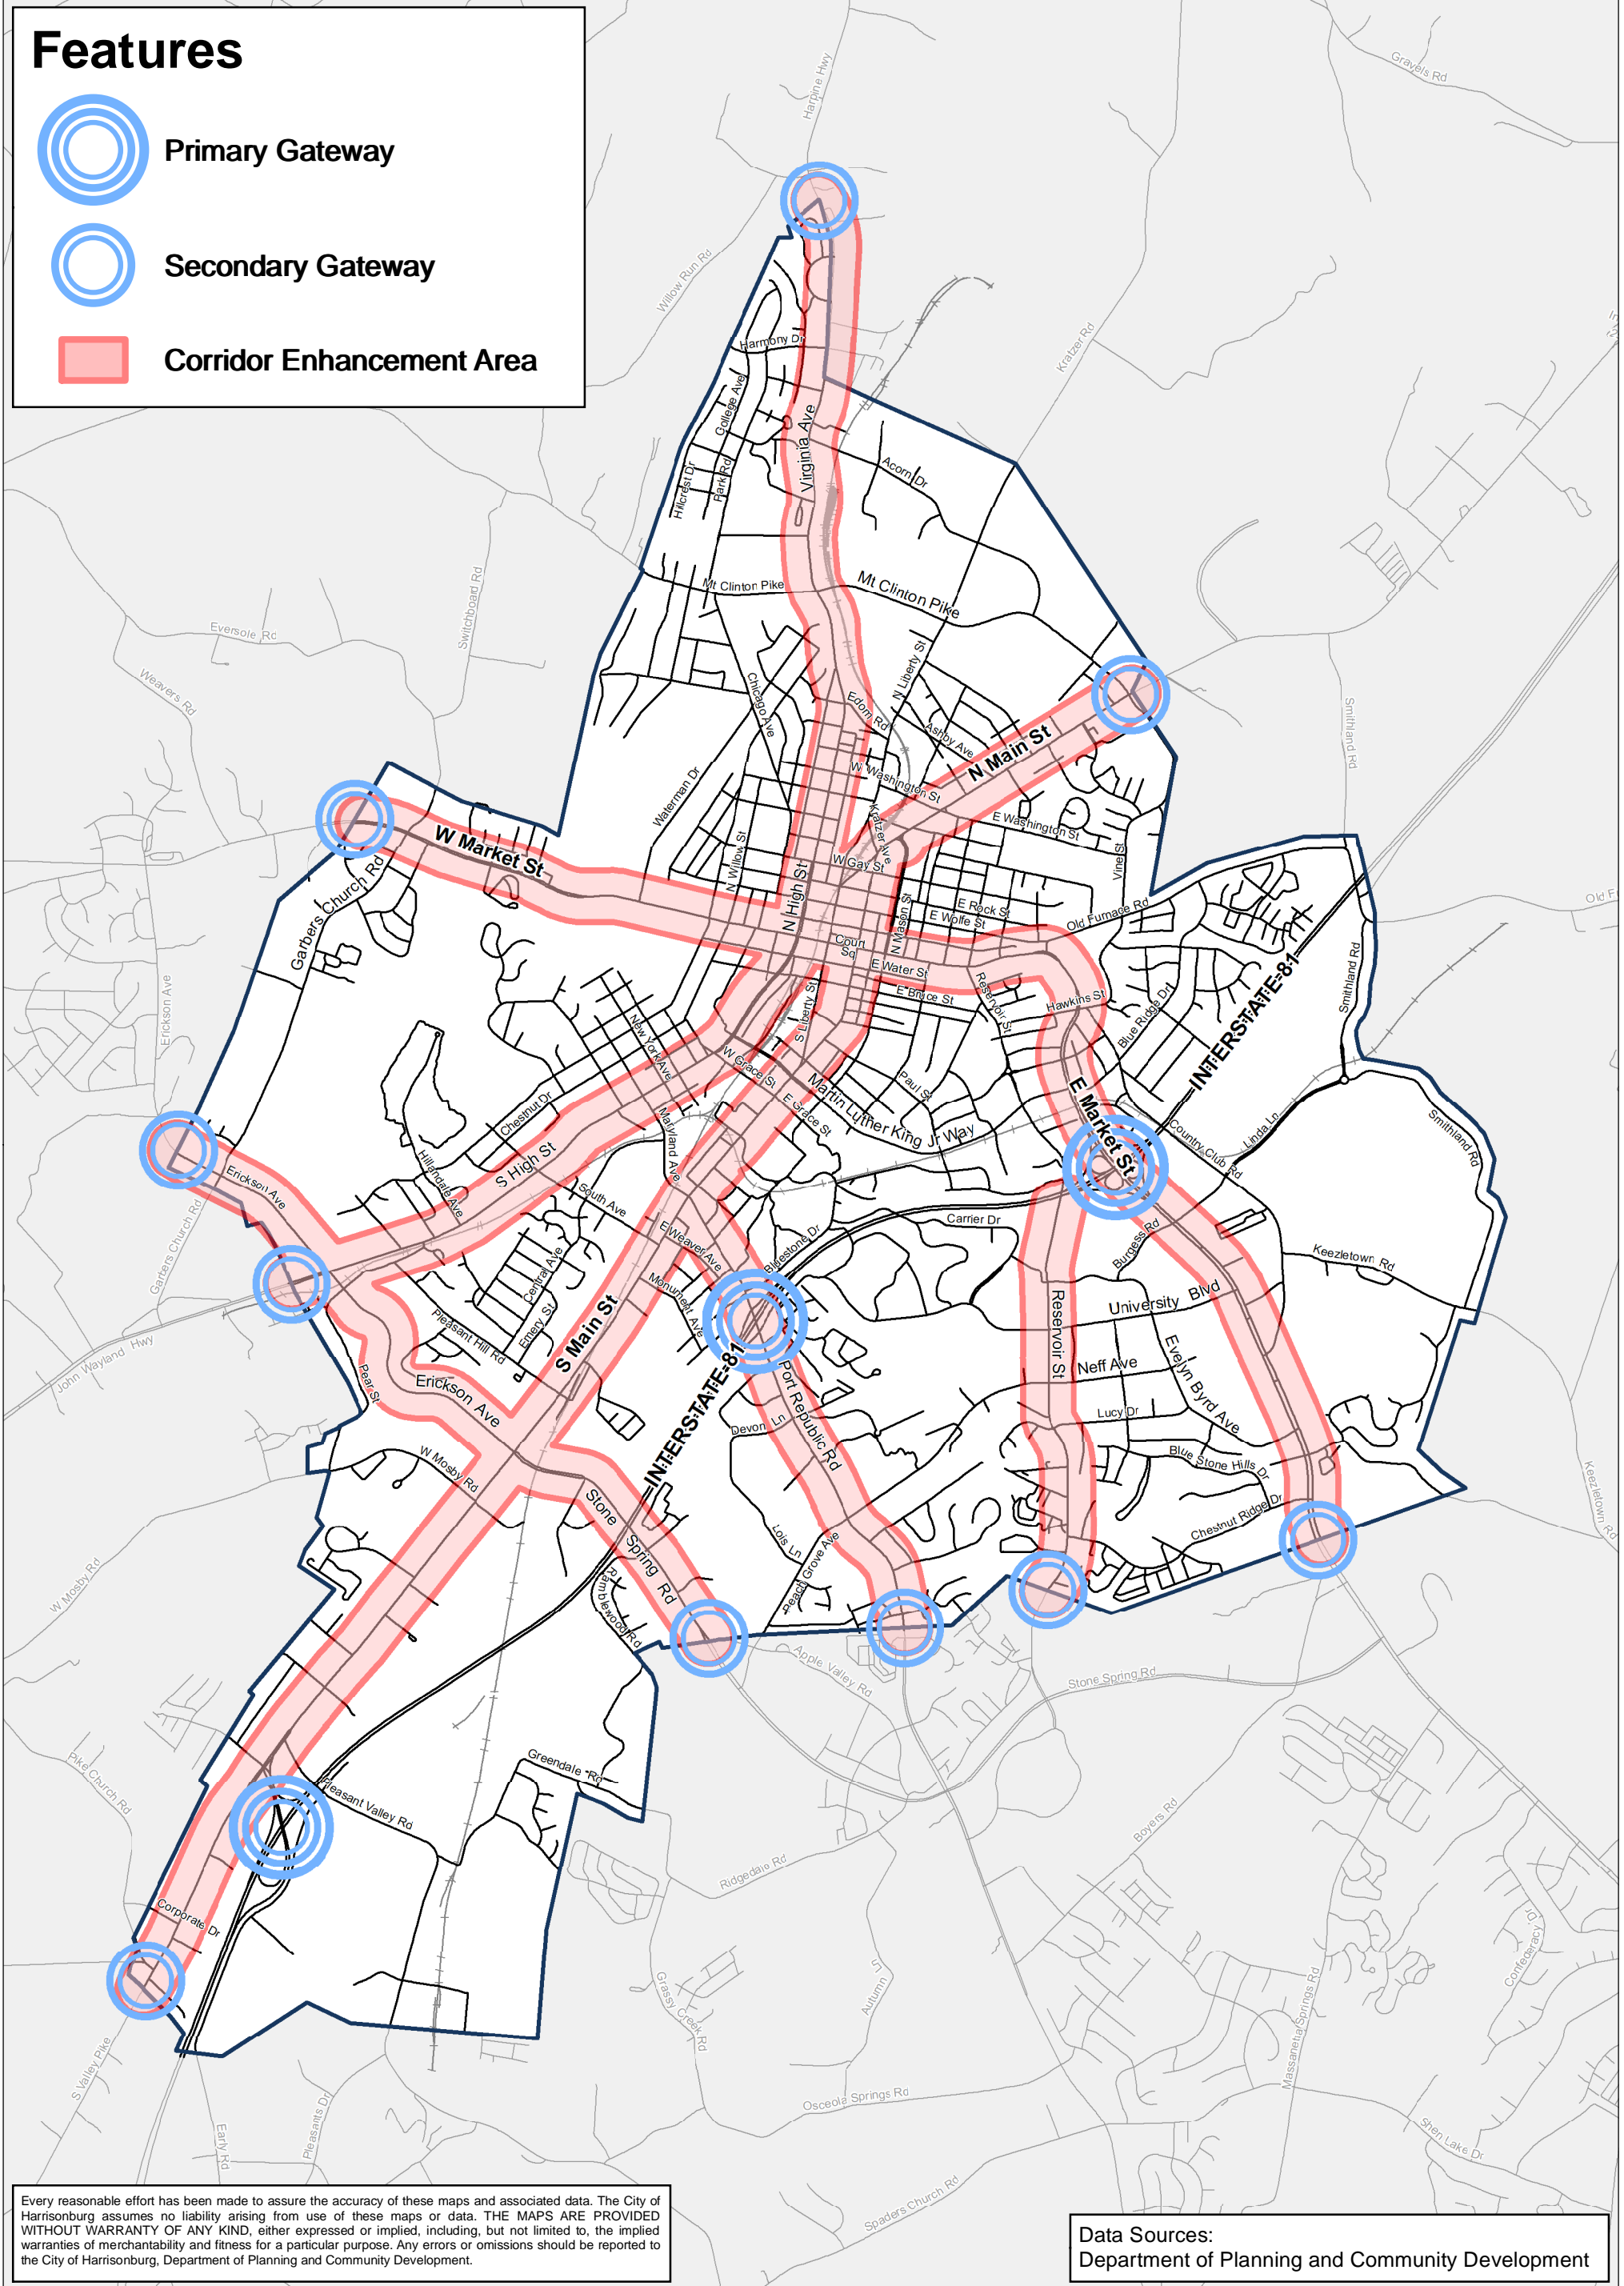 Features
Primary Gateway
Secondary Gateway
Corridor Enhancement Area
Harpine Hwy
Gravels Rd
Willow Run Rd
Kratzer Rd
Harmony Dr
College Ave
Virginia Ave
Hillcrest Dr
Park Rd
Acorn Dr
Mt Clinton Pike
Mt Clinton Pike
Switchboard Rd
Eversole Rd
Weavers Rd
Chicago Ave
N Liberty St
Edom Rd
Ashby Ave
N Main St
Smithland Rd
Waterman Dr
W Washington St
Kratzer Ave
E Washington St
W Market St
N Willow St
W Gay St
Vine St
N High St
Garbers Church Rd
N Mason St
E Rock St
E Wolfe St
Old Furnace Rd
Old F
Court
Sq
E Water St
INTERSTATE-81
Smithland Rd
Erickson Ave
E Bruce St
Reservoir St
Hawkins St
Blue Ridge Dr
S Liberty St
New York Ave
W Grace St
Paul St
Martin Luther King Jr Way
E Grace St
E Market St
Chestnut Dr
Maryland Ave
Country Club Rd
Linda Ln
Smithland Rd
S High St
Hillandale Ave
Erickson Ave
South Ave
E Weaver Ave
Carrier Dr
Burgess Rd
Bluestone Dr
Garbers Church Rd
Keezletown Rd
Central Ave
Monument Ave
University Blvd
Reservoir St
Pleasant Hill Rd
Emery St
S Main St
John Wayland Hwy
Pear St
Erickson Ave
INTERSTATE-81
Port Republic Rd
Neff Ave
Evelyn Byrd Ave
Devon Ln
Lucy Dr
W Mosby Rd
Blue Stone Hills Dr
Keezletown Rd
Stone Spring Rd
Chestnut Ridge Dr
Lois Ln
Peach Grove Ave
W Mosby Rd
Ramblewood Rd
Apple Valley Rd
Stone Spring Rd
Pike Church Rd
Greendale Rd
Pleasant Valley Rd
Boyers Rd
Ridgedale Rd
Corporate Dr
Confederacy Dr
Grassy Creek Rd
Autumn
Massanetta Springs Rd
S Valley Pike
Early Rd
Pleasants Dr
Osceola Springs Rd
Shen Lake Dr
Spaders Church Rd
Every reasonable effort has been made to assure the accuracy of these maps and associated data. The City of
Harrisonburg assumes no liability arising from use of these maps or data. THE MAPS ARE PROVIDED
WITHOUT WARRANTY OF ANY KIND, either expressed or implied, including, but not limited to, the implied
warranties of merchantability and fitness for a particular purpose. Any errors or omissions should be reported to
the City of Harrisonburg, Department of Planning and Community Development.
Data Sources:
Department of Planning and Community Development